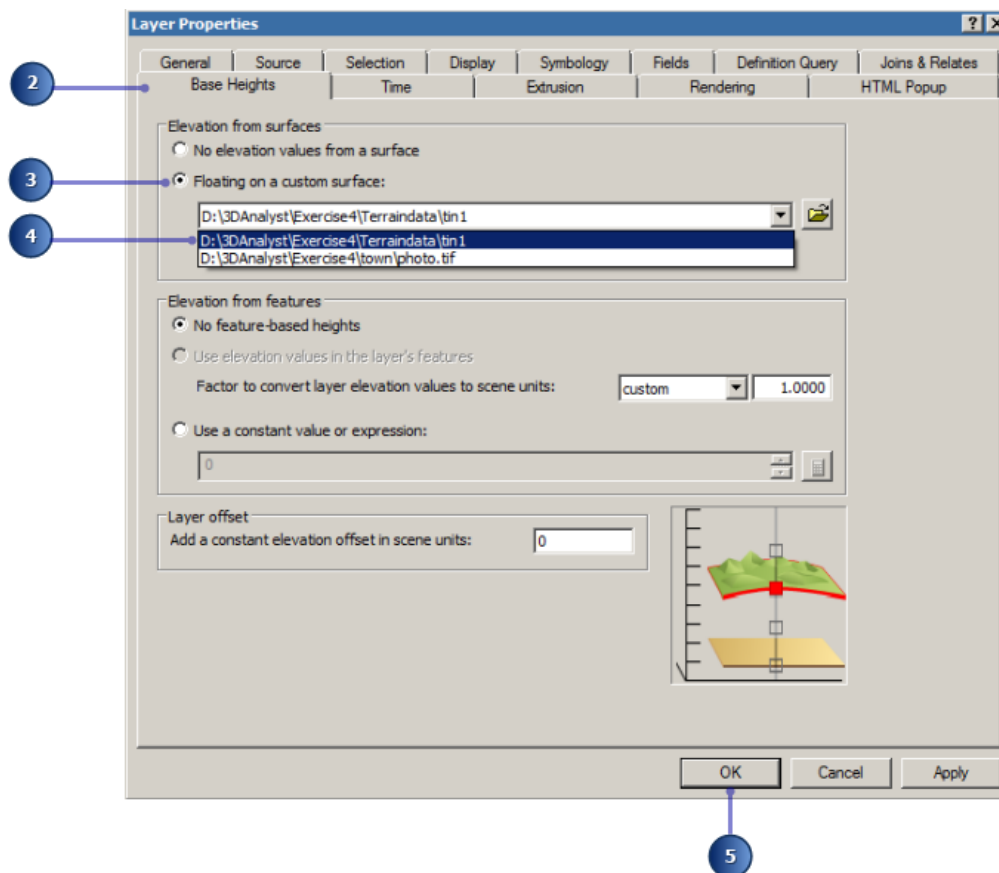 Layer Properties
General Source Selection Display Symbology Fields Definition Query Joins & Relates
2 Base Heights Time Extrusion Rendering HTML Popup
Elevation from surfaces
No elevation values from a surface
3 Floating on a custom surface:
D:\3DAnalyst\Exercise4\Terraindata\tin1
4 D:\3DAnalyst\Exercise4\Terraindata\tin1
D:\3DAnalyst\Exercise4\town\photo.tif
Elevation from features
No feature-based heights
Use elevation values in the layer's features
Factor to convert layer elevation values to scene units: custom 1.0000
Use a constant value or expression:
0
Layer offset
Add a constant elevation offset in scene units: 0
OK Cancel Apply
5